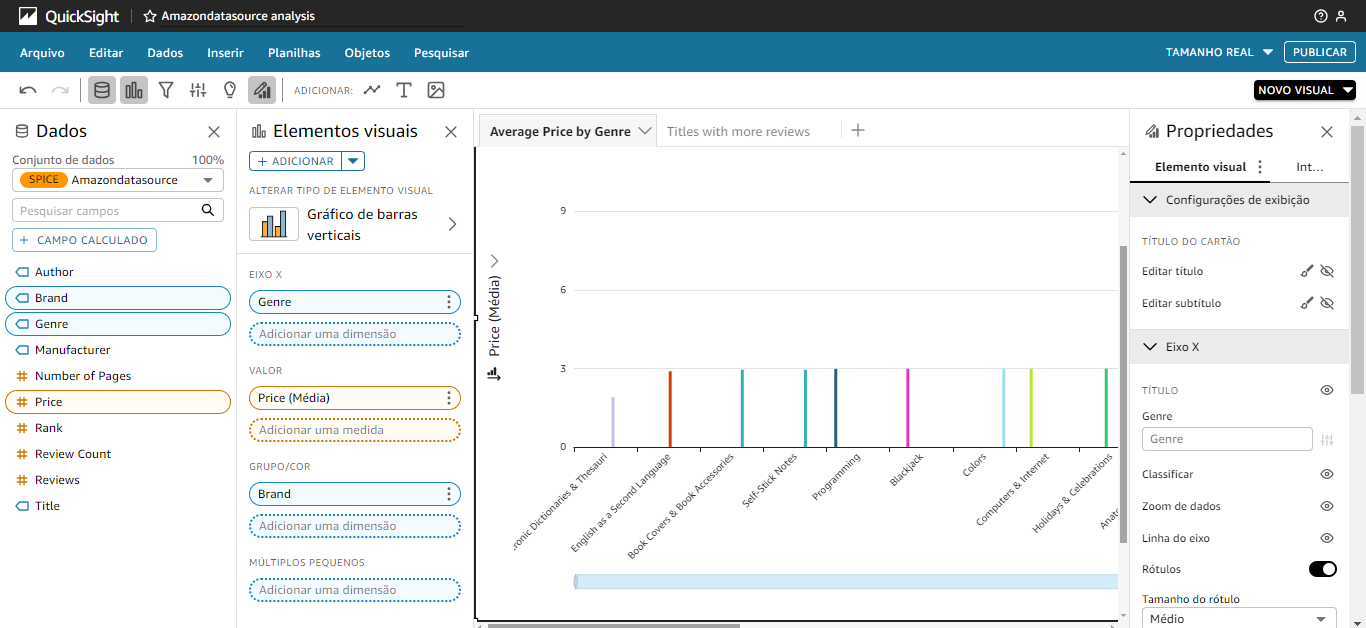 QuickSight
Amazondatasource analysis
Arquivo
Editar
Dados
Inserir
Planilhas
Objetos
Pesquisar
TAMANHO REAL
PUBLICAR
ADICIONAR:
NOVO VISUAL
Dados
Conjunto de dados
100%
SPICE
Amazondatasource
Pesquisar campos
+ CAMPO CALCULADO
Author
Brand
Genre
Manufacturer
# Number of Pages
# Price
# Rank
# Review Count
# Reviews
Title
Elementos visuais
+ ADICIONAR
ALTERAR TIPO DE ELEMENTO VISUAL
Gráfico de barras
verticais
EIXO X
Genre
Adicionar uma dimensão
VALOR
Price (Média)
Adicionar uma medida
GRUPO/COR
Brand
Adicionar uma dimensão
MÚLTIPLOS PEQUENOS
Adicionar uma dimensão
Average Price by Genre
Titles with more reviews
Price (Média)
9
6
3
0
...ronic Dictionaries & Thesauri
English as a Second Language
Book Covers & Book Accessories
Self-Stick Notes
Programming
Blackjack
Colors
Computers & Internet
Holidays & Celebrations
Propriedades
Elemento visual
Int...
Configurações de exibição
TÍTULO DO CARTÃO
Editar título
Editar subtítulo
Eixo X
TÍTULO
Genre
Genre
Classificar
Zoom de dados
Linha do eixo
Rótulos
Tamanho do rótulo
Médio